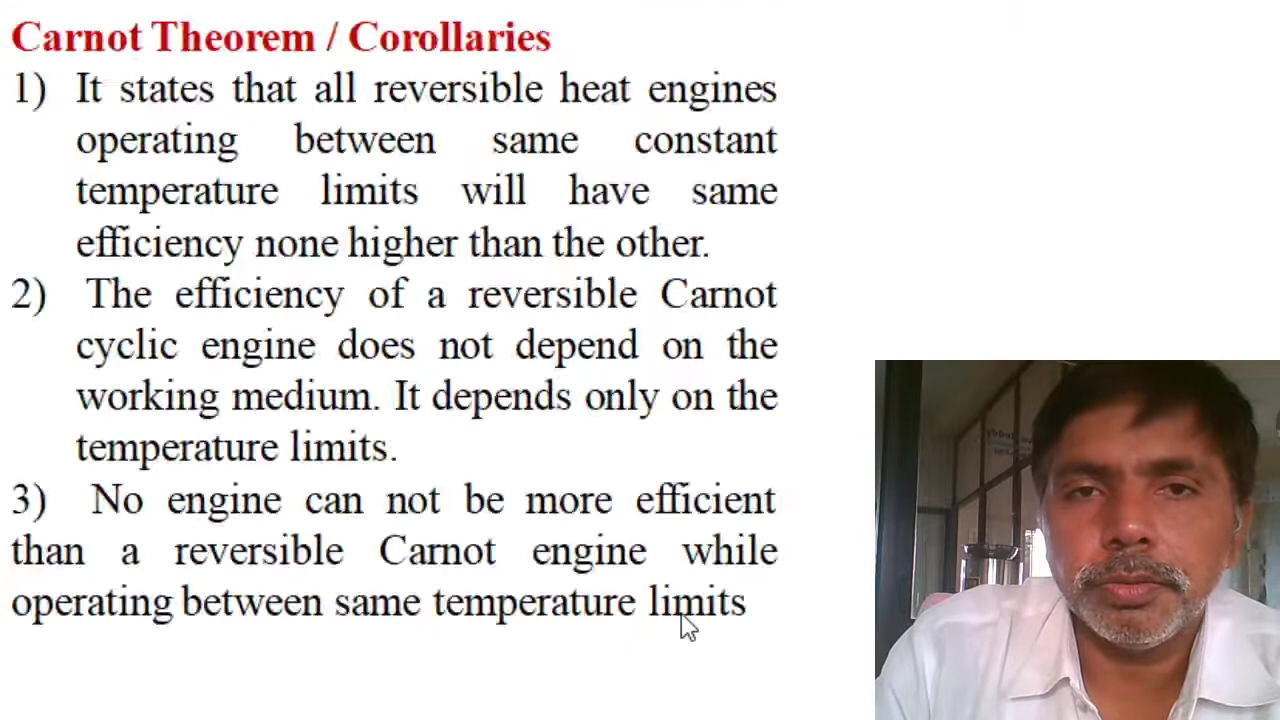 Carnot Theorem / Corollaries
1) It states that all reversible heat engines
operating between same constant
temperature limits will have same
efficiency none higher than the other.
2) The efficiency of a reversible Carnot
cyclic engine does not depend on the
working medium. It depends only on the
temperature limits.
3) No engine can not be more efficient
than a reversible Carnot engine while
operating between same temperature limits